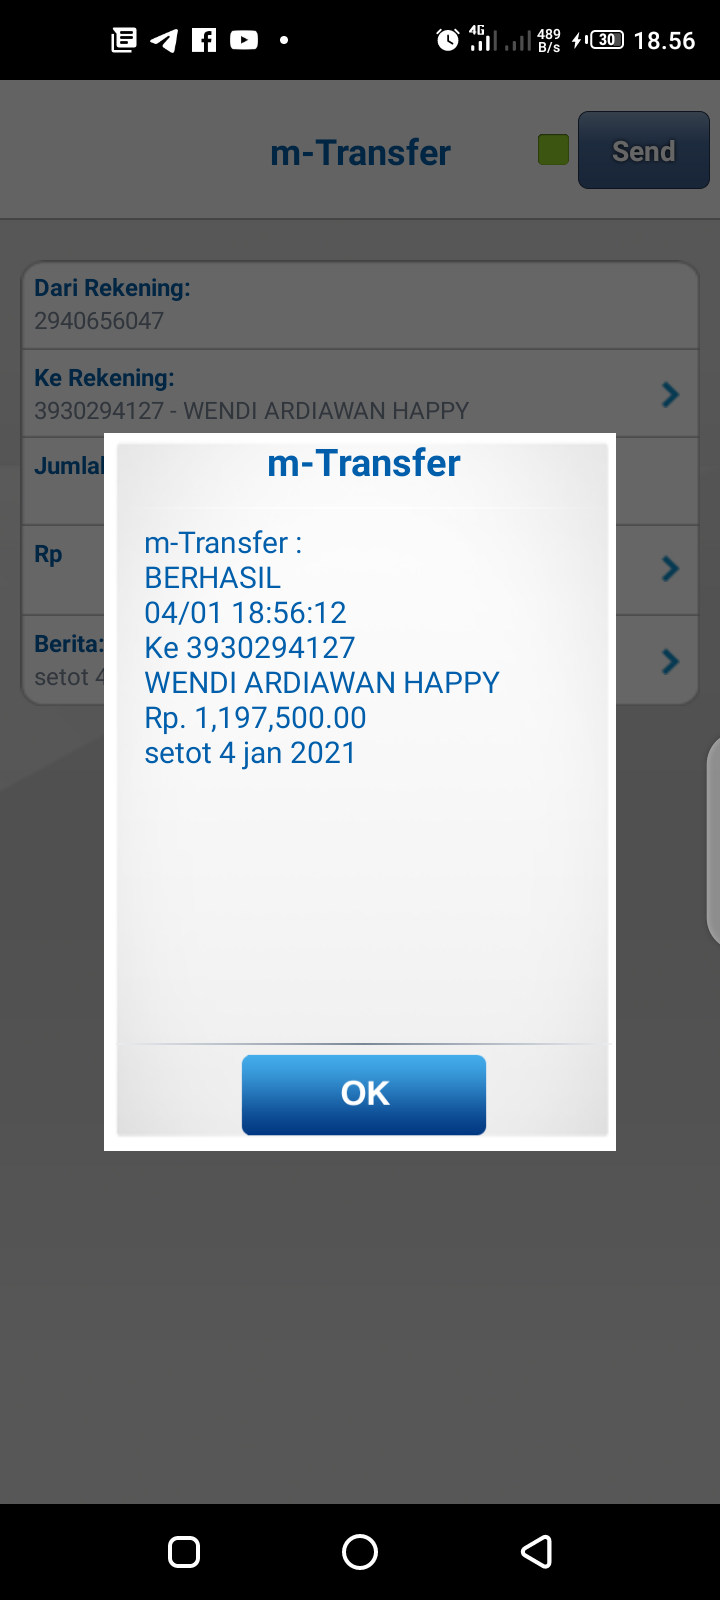 4G
489
B/s
30
18.56
m-Transfer
Send
Dari Rekening:
2940656047
Ke Rekening:
3930294127 - WENDI ARDIAWAN HAPPY
Rp
Berita:
setot
m-Transfer
m-Transfer :
BERHASIL
04/01 18:56:12
Ke 3930294127
WENDI ARDIAWAN HAPPY
Rp. 1,197,500.00
setot 4 jan 2021
OK